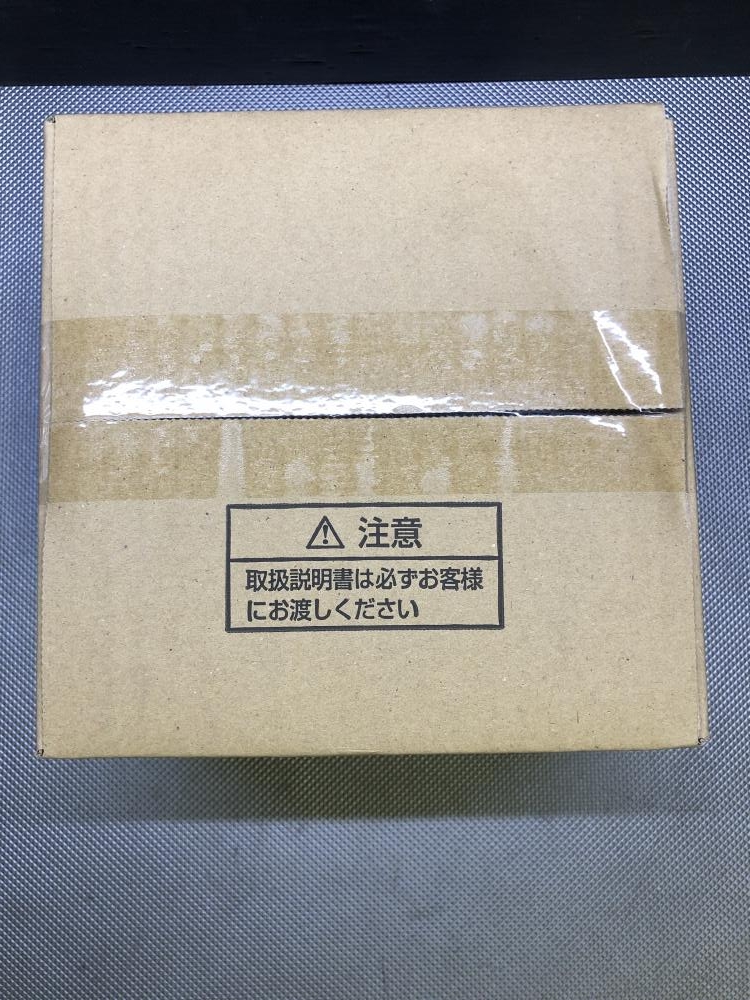 ⚠ 注意
取扱説明書は必ずお客様
にお渡しください